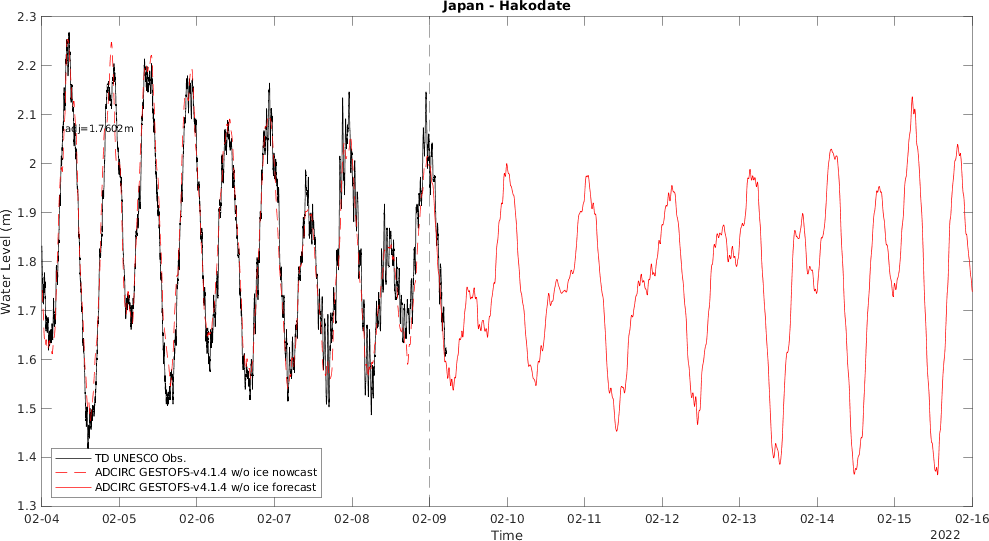 Japan - Hakodate
2.3
2.2
2.1
2
1.9
1.8
1.7
1.6
1.5
1.4
1.3
Water Level (m)
adj=1.7602m
TD UNESCO Obs.
ADCIRC GESTOFS-v4.1.4 w/o ice nowcast
ADCIRC GESTOFS-v4.1.4 w/o ice forecast
02-04 02-05 02-06 02-07 02-08 02-09 02-10 02-11 02-12 02-13 02-14 02-15 02-16
Time
2022